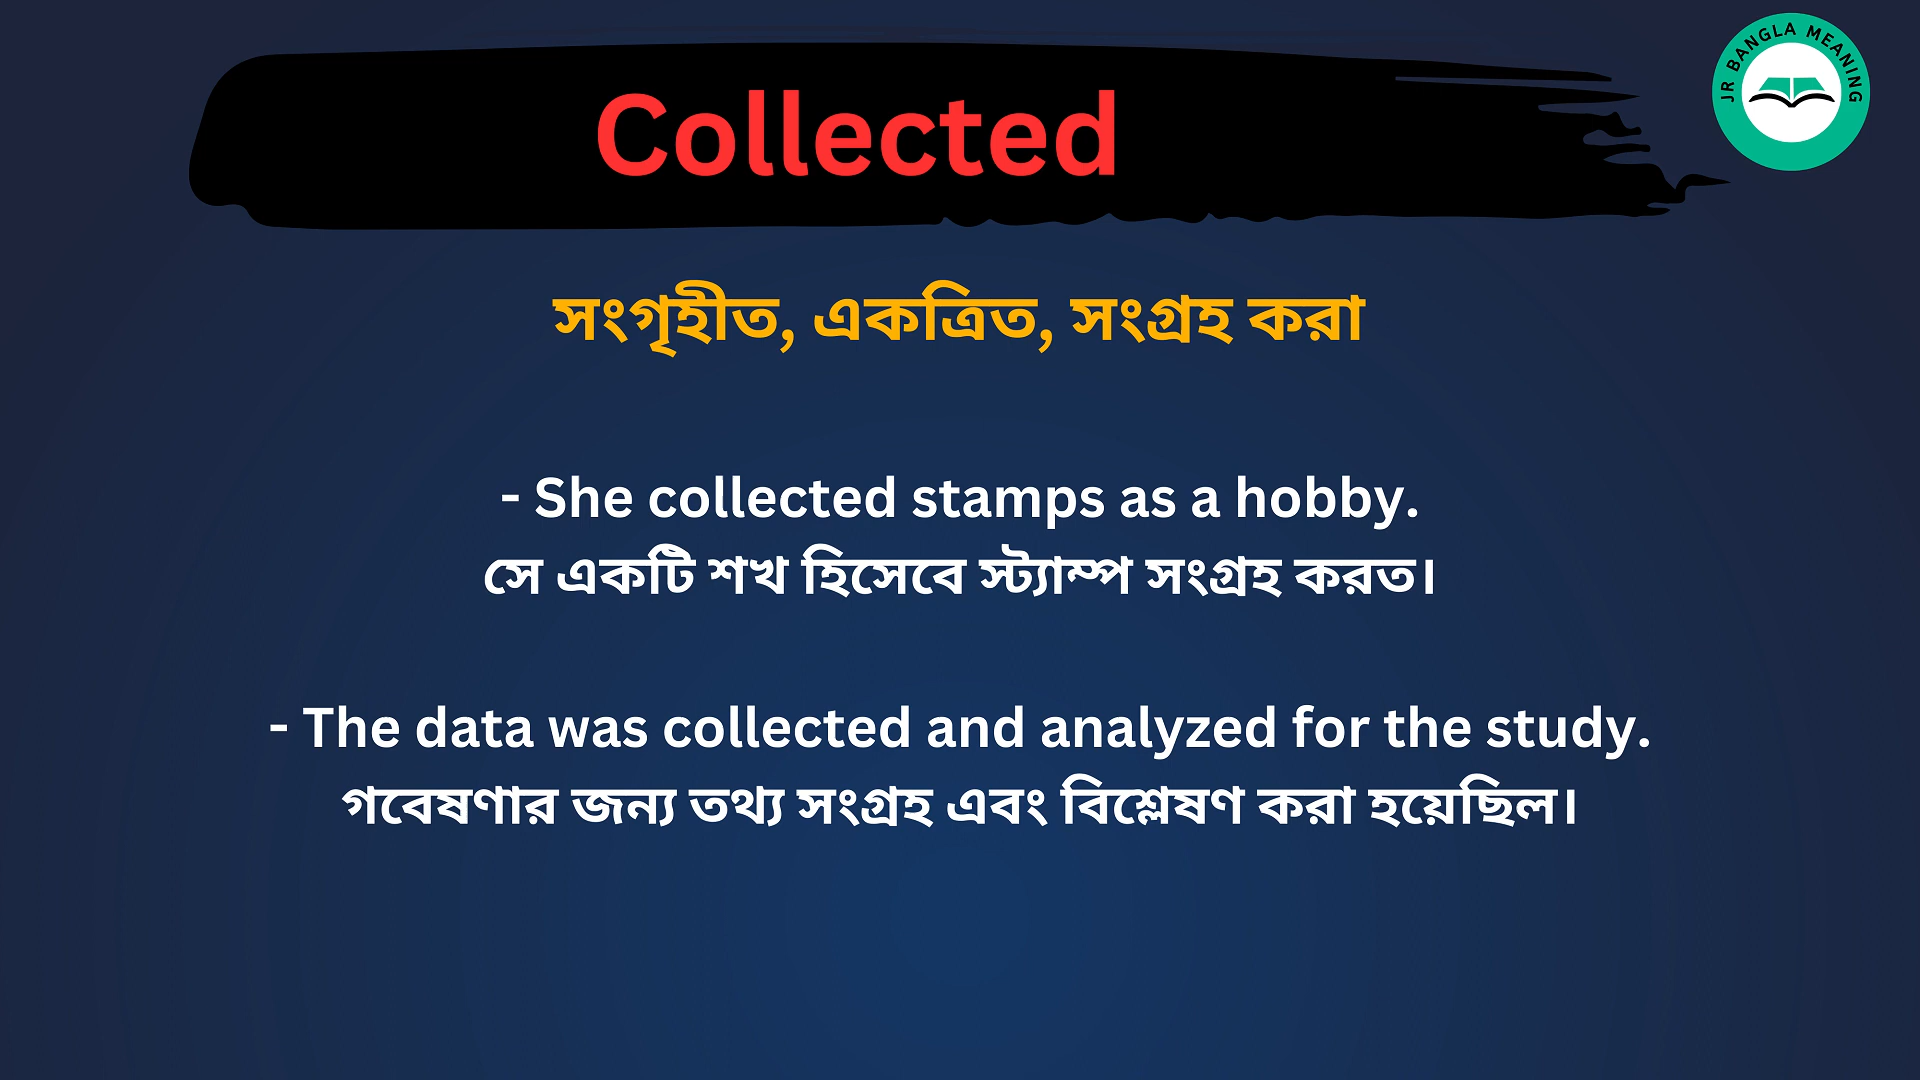 JR BANGLA MEANING
Collected
সংগৃহীত, একত্রিত, সংগ্রহ করা
- She collected stamps as a hobby.
সে একটি শখ হিসেবে স্ট্যাম্প সংগ্রহ করত।
- The data was collected and analyzed for the study.
গবেষণার জন্য তথ্য সংগ্রহ এবং বিশ্লেষণ করা হয়েছিল।